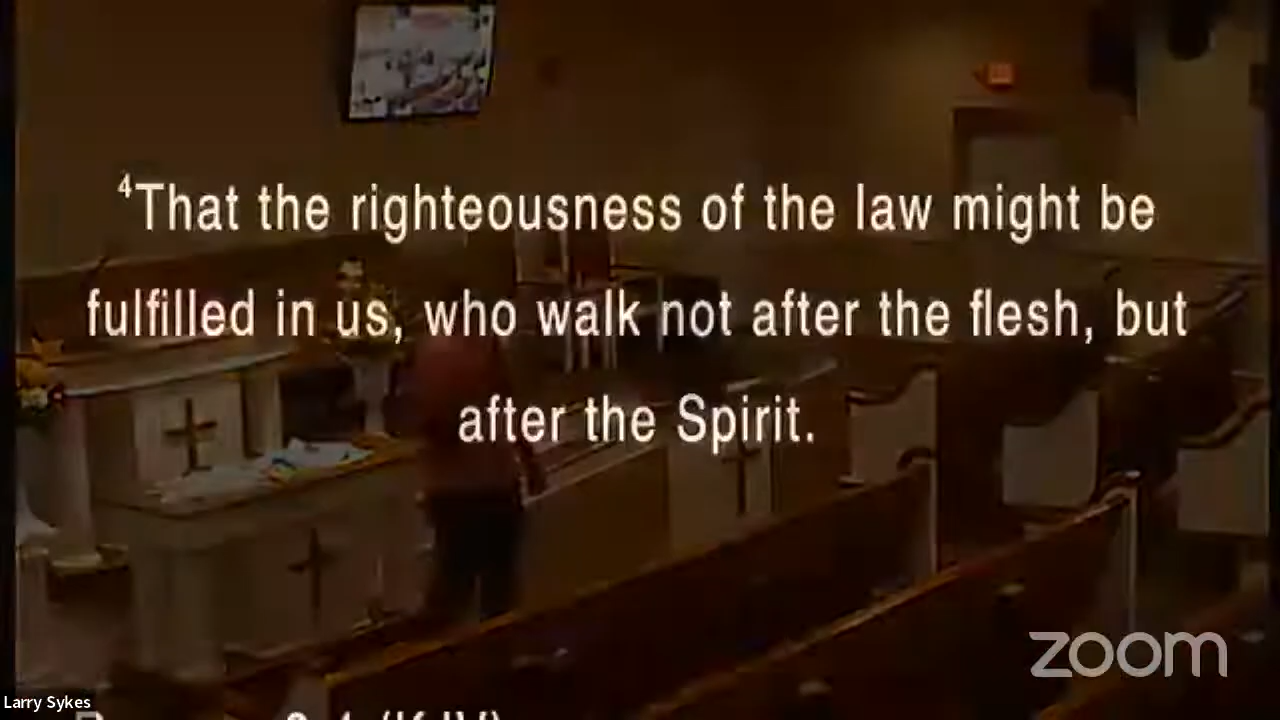 ⁴That the righteousness of the law might be
fulfilled in us, who walk not after the flesh, but
after the Spirit.
zoom
Larry Sykes